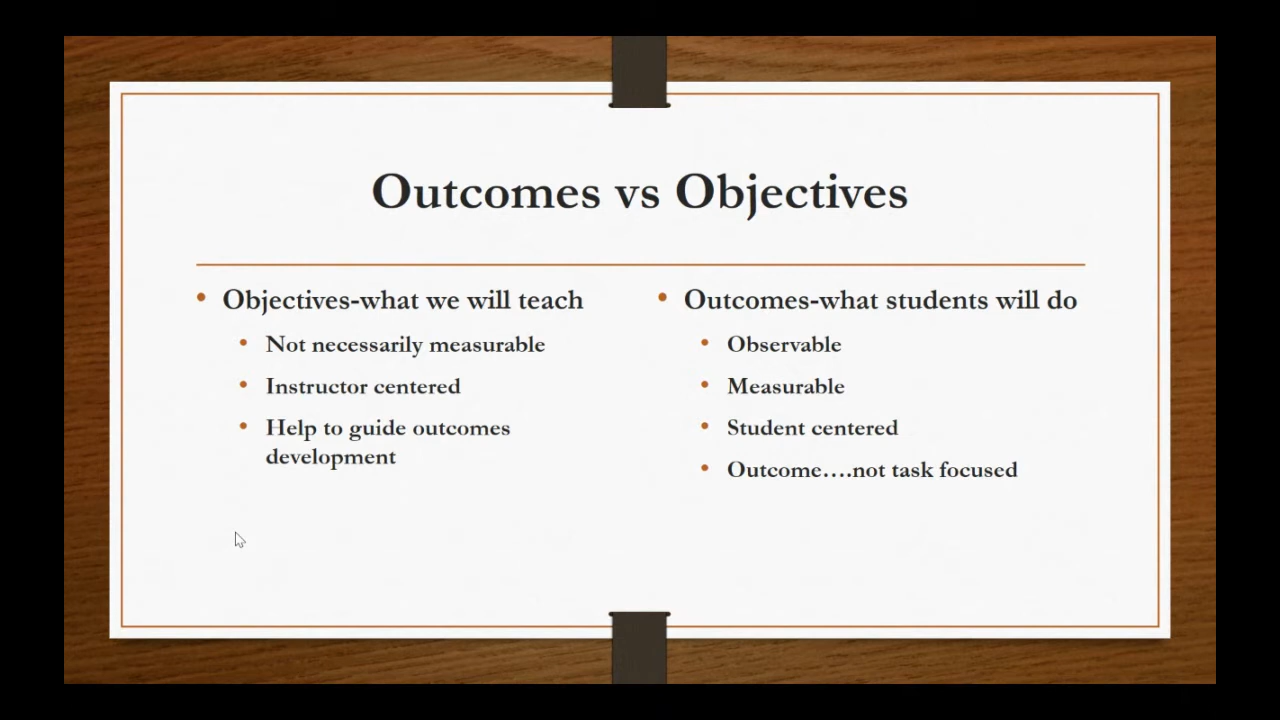 Outcomes vs Objectives
• Objectives-what we will teach
• Not necessarily measurable
• Instructor centered
• Help to guide outcomes
development
• Outcomes-what students will do
• Observable
• Measurable
• Student centered
• Outcome....not task focused